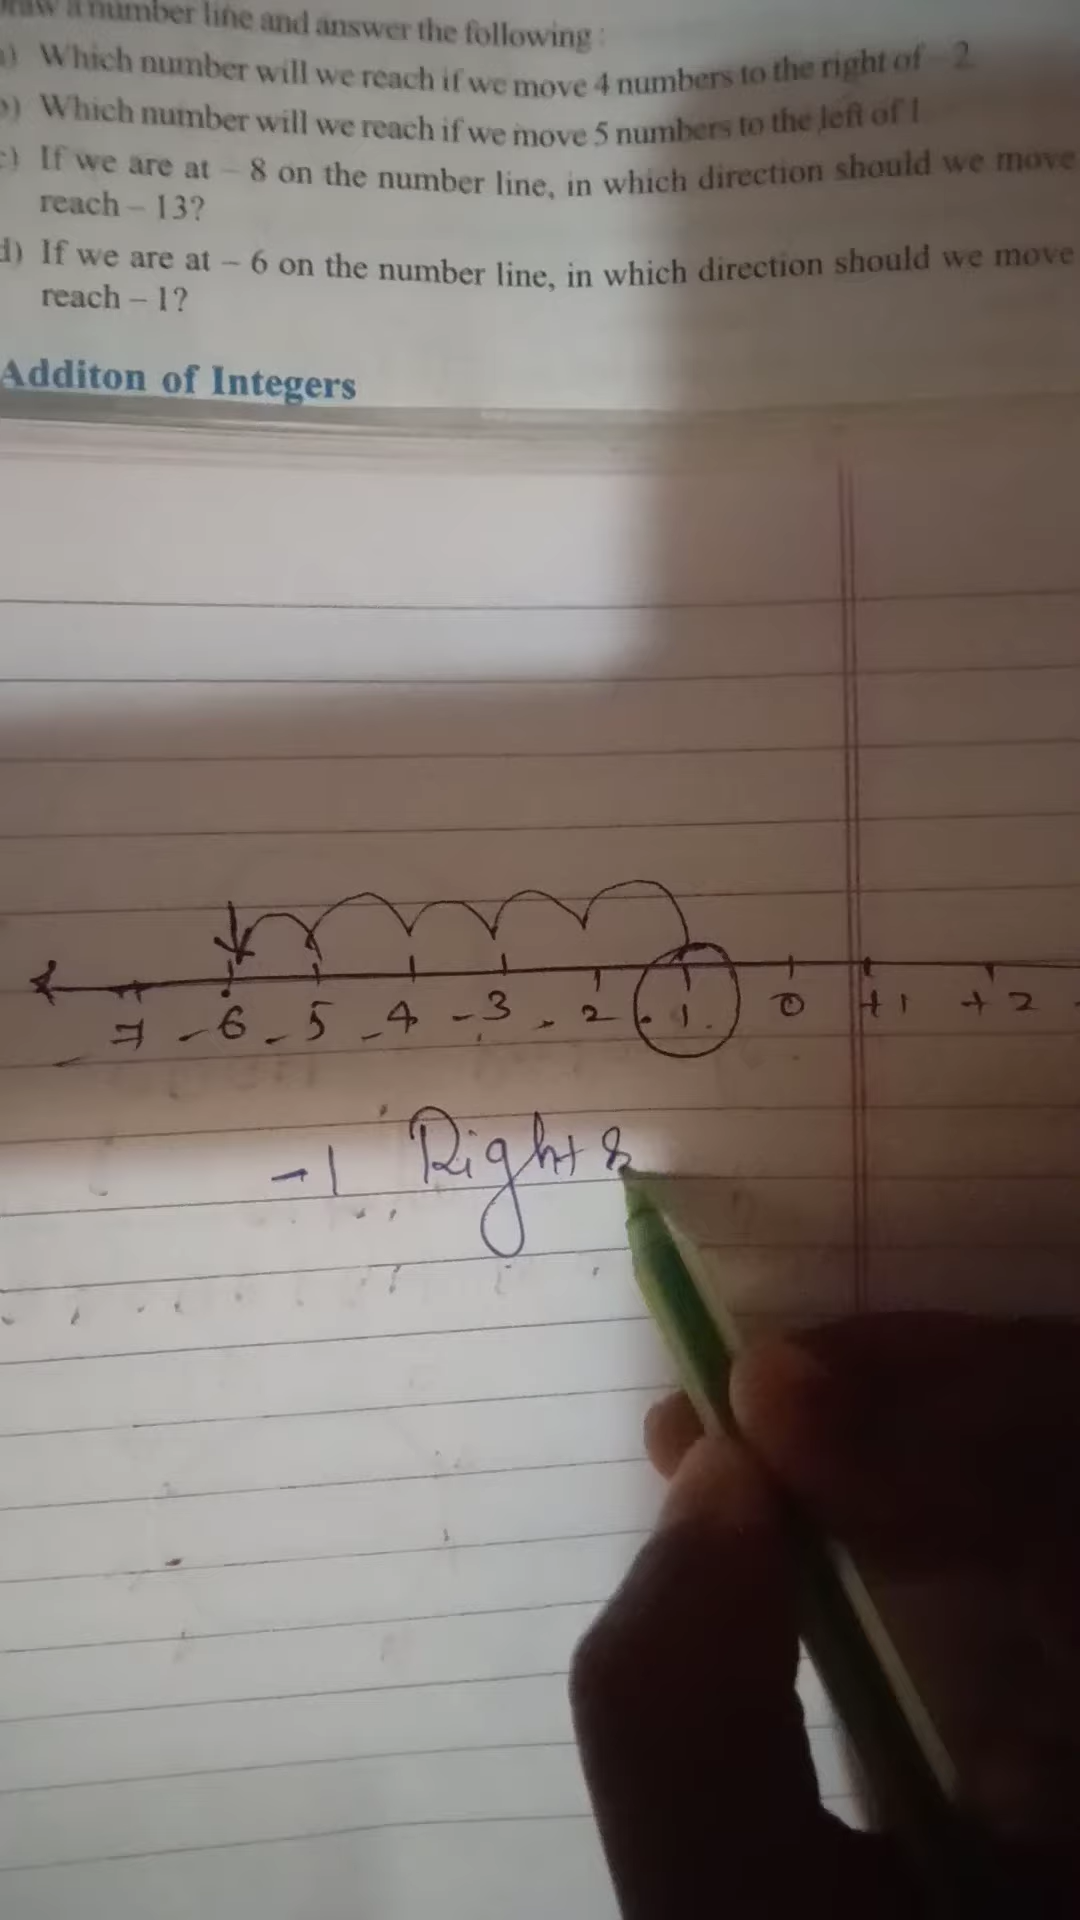 a number line and answer the following :
Which number will we reach if we move 4 numbers to the right of – 2
Which number will we reach if we move 5 numbers to the left of 1
If we are at – 8 on the number line, in which direction should we move
reach – 13?
d) If we are at – 6 on the number line, in which direction should we move
reach – 1?
Additon of Integers
-7 -6 -5 -4 -3 -2 -1 0 +1 +2
-1 Right